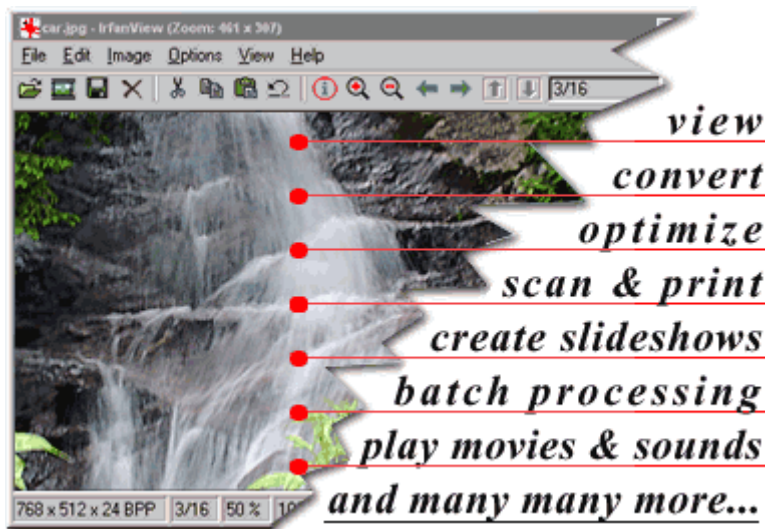 car.jpg - IrfanView (Zoom: 461 x 307)
File Edit Image Options View Help
3/16
view
convert
optimize
scan & print
create slideshows
batch processing
play movies & sounds
and many many more...
768 x 512 x 24 BPP 3/16 50 %